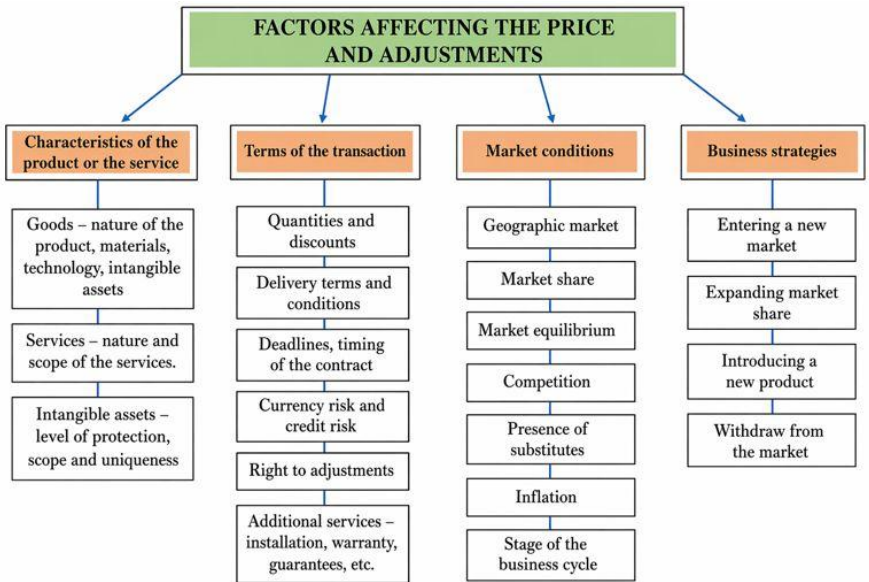 FACTORS AFFECTING THE PRICE
AND ADJUSTMENTS
Characteristics of the
product or the service
Goods – nature of the
product, materials,
technology, intangible
assets
Services – nature and
scope of the services.
Intangible assets –
level of protection,
scope and uniqueness
Terms of the transaction
Quantities and
discounts
Delivery terms and
conditions
Deadlines, timing
of the contract
Currency risk and
credit risk
Right to adjustments
Additional services –
installation, warranty,
guarantees, etc.
Market conditions
Geographic market
Market share
Market equilibrium
Competition
Presence of
substitutes
Inflation
Stage of the
business cycle
Business strategies
Entering a new
market
Expanding market
share
Introducing a
new product
Withdraw from
the market